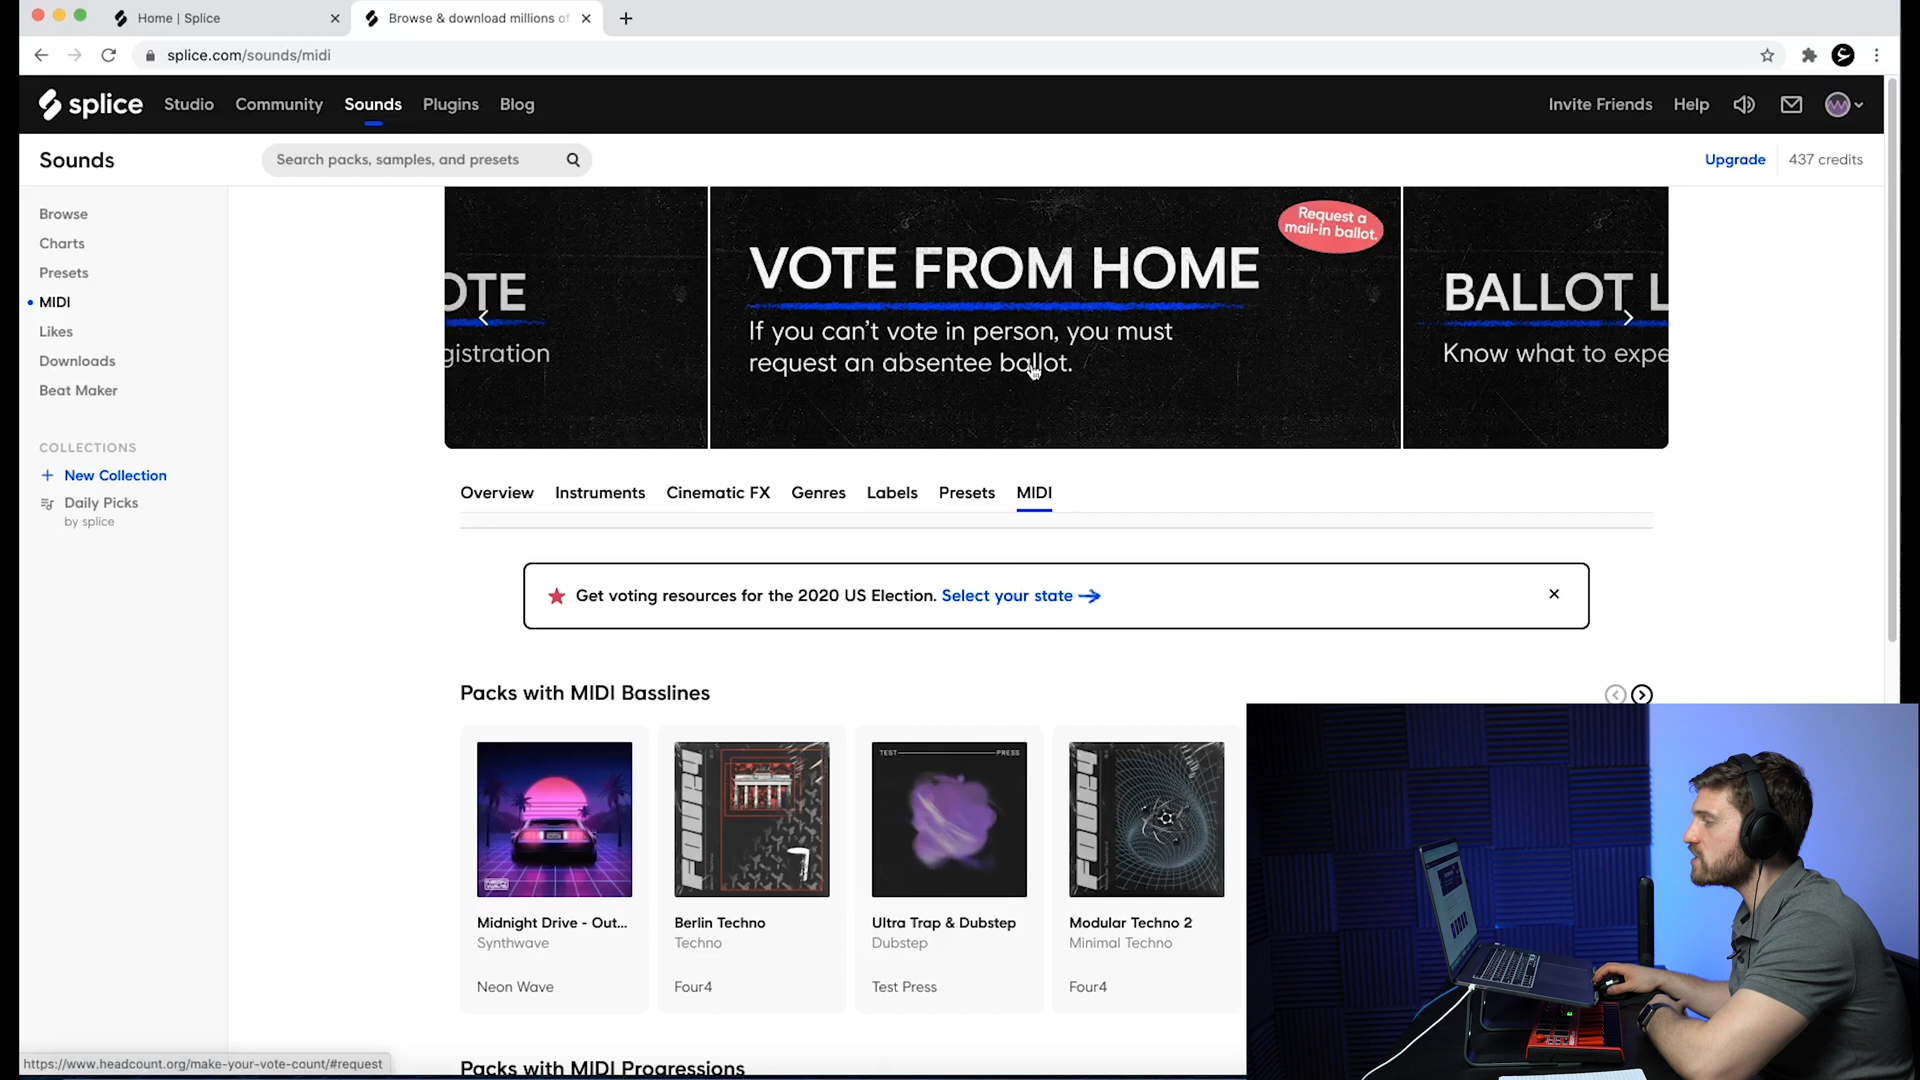 Home | Splice
Browse & download millions of
splice.com/sounds/midi
splice
Studio
Community
Sounds
Plugins
Blog
Invite Friends
Help
Sounds
Search packs, samples, and presets
Upgrade
437 credits
Browse
Charts
Presets
MIDI
Likes
Downloads
Beat Maker
COLLECTIONS
+ New Collection
Daily Picks
by splice
OTE
gistration
VOTE FROM HOME
If you can't vote in person, you must
request an absentee ballot.
Request a
mail-in ballot.
BALLOT L
Know what to expe
Overview
Instruments
Cinematic FX
Genres
Labels
Presets
MIDI
Get voting resources for the 2020 US Election. Select your state →
Packs with MIDI Basslines
NEON WAVE
Midnight Drive - Out...
Synthwave
Neon Wave
FOUR4
Berlin Techno
Techno
Four4
TEST
PRESS
Ultra Trap & Dubstep
Dubstep
Test Press
FOUR4
Modular Techno 2
Minimal Techno
Four4
Packs with MIDI Progressions
https://www.headcount.org/make-your-vote-count/#request